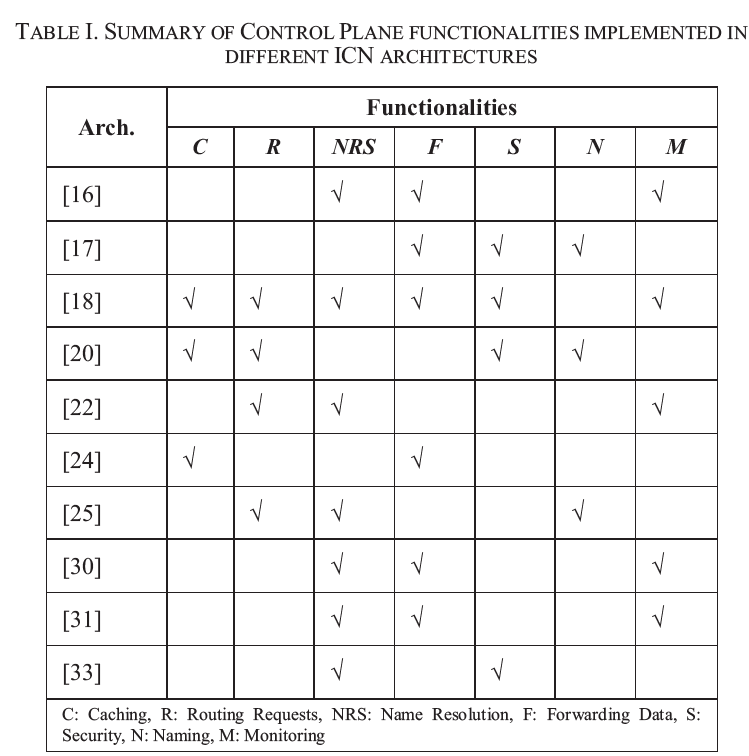 TABLE I. SUMMARY OF CONTROL PLANE FUNCTIONALITIES IMPLEMENTED IN
DIFFERENT ICN ARCHITECTURES
Arch. Functionalities
C R NRS F S N M
[16] √ √ √
[17] √ √ √
[18] √ √ √ √ √ √
[20] √ √ √ √
[22] √ √ √
[24] √ √
[25] √ √ √
[30] √ √ √
[31] √ √ √
[33] √ √
C: Caching, R: Routing Requests, NRS: Name Resolution, F: Forwarding Data, S:
Security, N: Naming, M: Monitoring